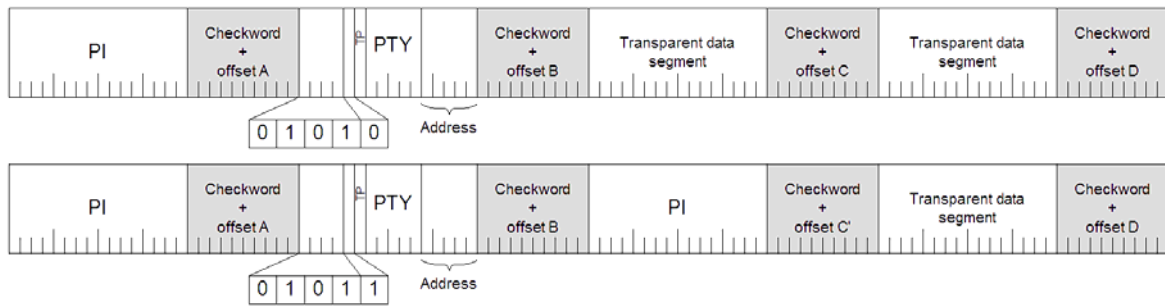 PI
Checkword
+
offset A
TP
PTY
Checkword
+
offset B
Transparent data
segment
Checkword
+
offset C
Transparent data
segment
Checkword
+
offset D
0 1 0 1 0
Address
PI
Checkword
+
offset A
TP
PTY
Checkword
+
offset B
PI
Checkword
+
offset C'
Transparent data
segment
Checkword
+
offset D
0 1 0 1 1
Address